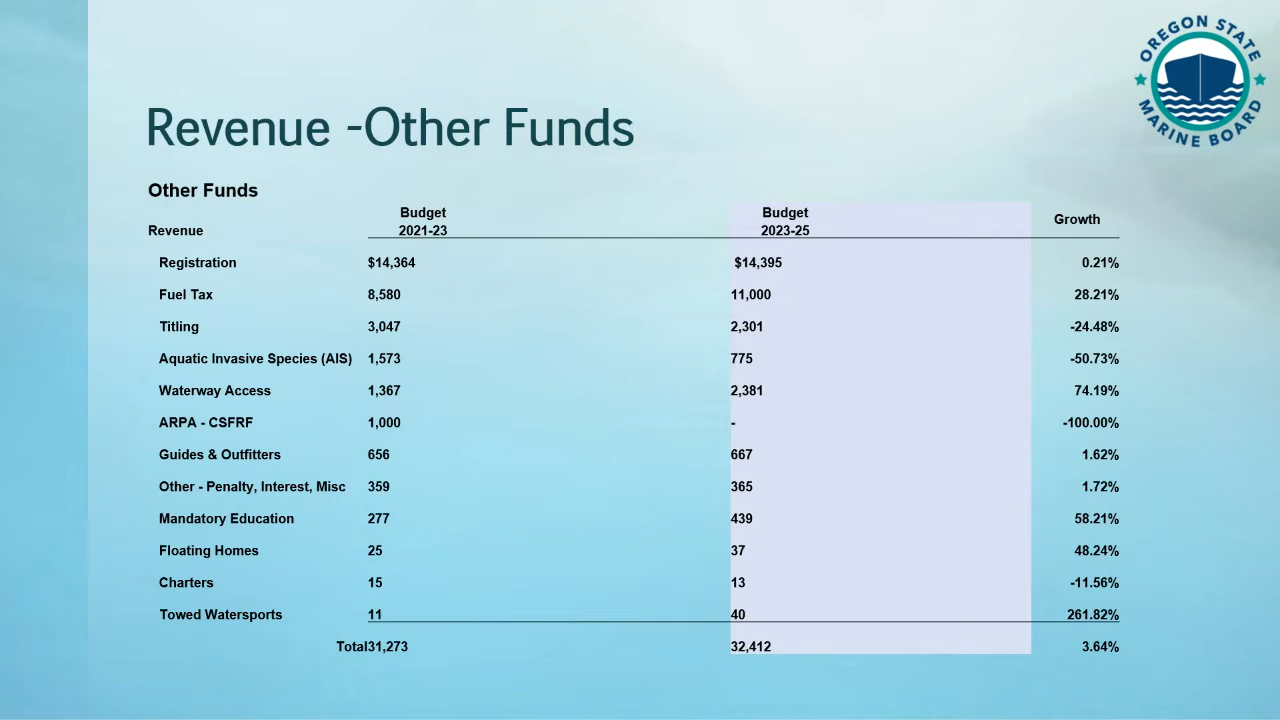 OREGON STATE
MARINE BOARD
Revenue -Other Funds
Other Funds
Budget Budget
Growth
Revenue 2021-23 2023-25
Registration $14,364 $14,395 0.21%
Fuel Tax 8,580 11,000 28.21%
Titling 3,047 2,301 -24.48%
Aquatic Invasive Species (AIS) 1,573 775 -50.73%
Waterway Access 1,367 2,381 74.19%
ARPA - CSFRF 1,000 - -100.00%
Guides & Outfitters 656 667 1.62%
Other - Penalty, Interest, Misc 359 365 1.72%
Mandatory Education 277 439 58.21%
Floating Homes 25 37 48.24%
Charters 15 13 -11.56%
Towed Watersports 11 40 261.82%
Total 31,273 32,412 3.64%